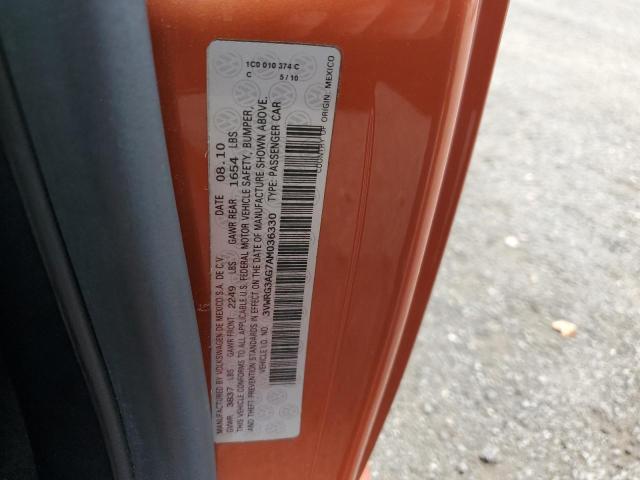 1C0 010 374 C
C 5/10
MANUFACTURED BY VOLKSWAGEN DE MEXICO S.A. DE C.V. DATE 08.10
GVWR 3837 LBS GAWR FRONT 2249 LBS GAWR REAR 1654 LBS
THIS VEHICLE CONFORMS TO ALL APPLICABLE U.S. FEDERAL MOTOR VEHICLE SAFETY, BUMPER,
AND THEFT PREVENTION STANDARDS IN EFFECT ON THE DATE OF MANUFACTURE SHOWN ABOVE.
VEHICLE I.D. NO. 3VWRG3AG7AM036330 TYPE: PASSENGER CAR
COUNTRY OF ORIGIN: MEXICO